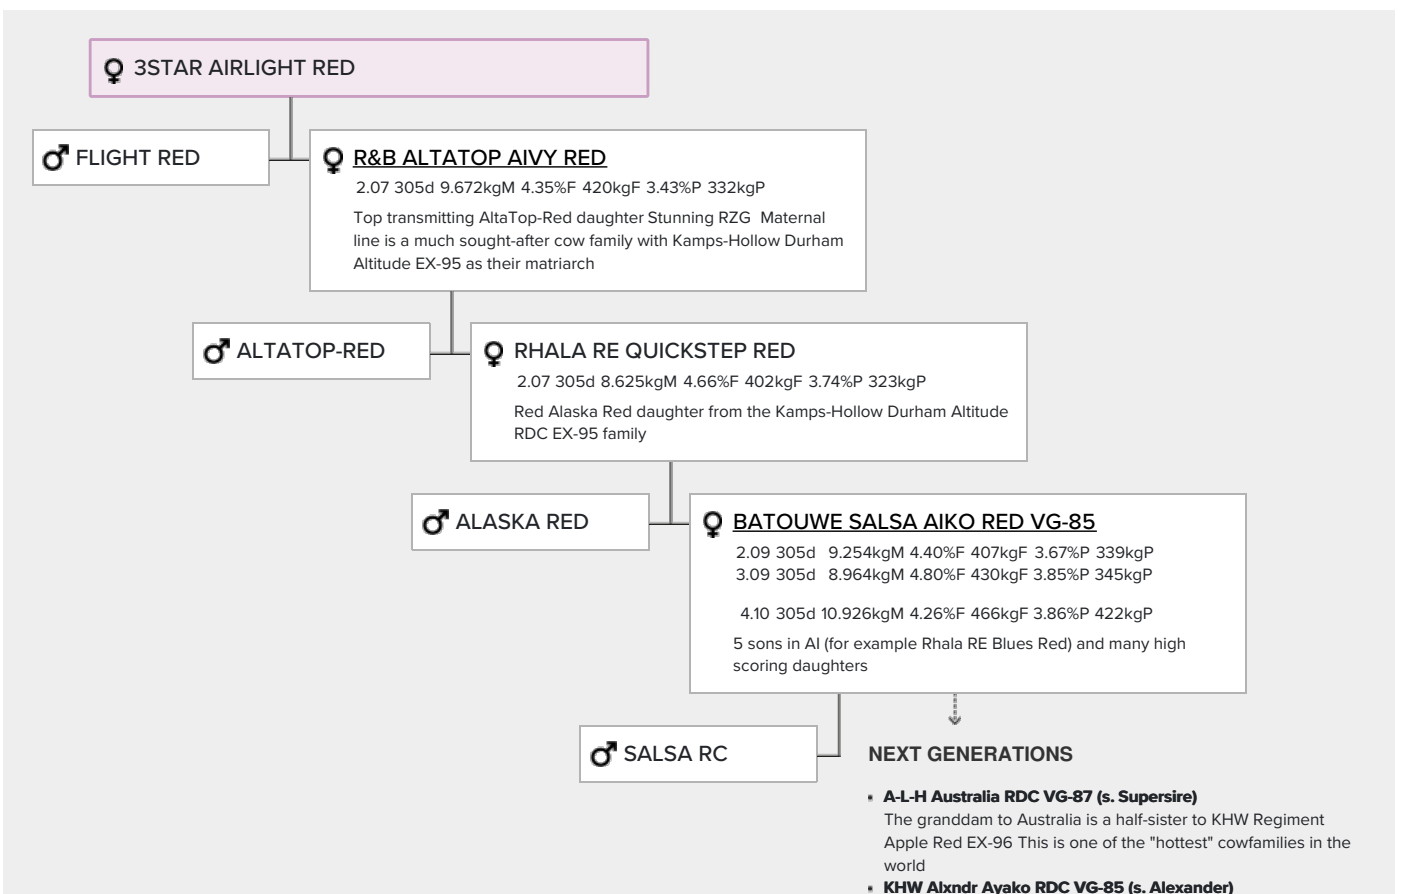 3STAR AIRLIGHT RED
FLIGHT RED
R&B ALTATOP AIVY RED
2.07 305d 9.672kgM 4.35%F 420kgF 3.43%P 332kgP
Top transmitting AltaTop-Red daughter Stunning RZG Maternal
line is a much sought-after cow family with Kamps-Hollow Durham
Altitude EX-95 as their matriarch
ALTATOP-RED
RHALA RE QUICKSTEP RED
2.07 305d 8.625kgM 4.66%F 402kgF 3.74%P 323kgP
Red Alaska Red daughter from the Kamps-Hollow Durham Altitude
RDC EX-95 family
ALASKA RED
BATOUWE SALSA AIKO RED VG-85
2.09 305d 9.254kgM 4.40%F 407kgF 3.67%P 339kgP
3.09 305d 8.964kgM 4.80%F 430kgF 3.85%P 345kgP
4.10 305d 10.926kgM 4.26%F 466kgF 3.86%P 422kgP
5 sons in AI (for example Rhala RE Blues Red) and many high
scoring daughters
SALSA RC
NEXT GENERATIONS
A-L-H Australia RDC VG-87 (s. Supersire)
The granddam to Australia is a half-sister to KHW Regiment
Apple Red EX-96 This is one of the "hottest" cowfamilies in the
world
KHW Alxndr Ayako RDC VG-85 (s. Alexander)